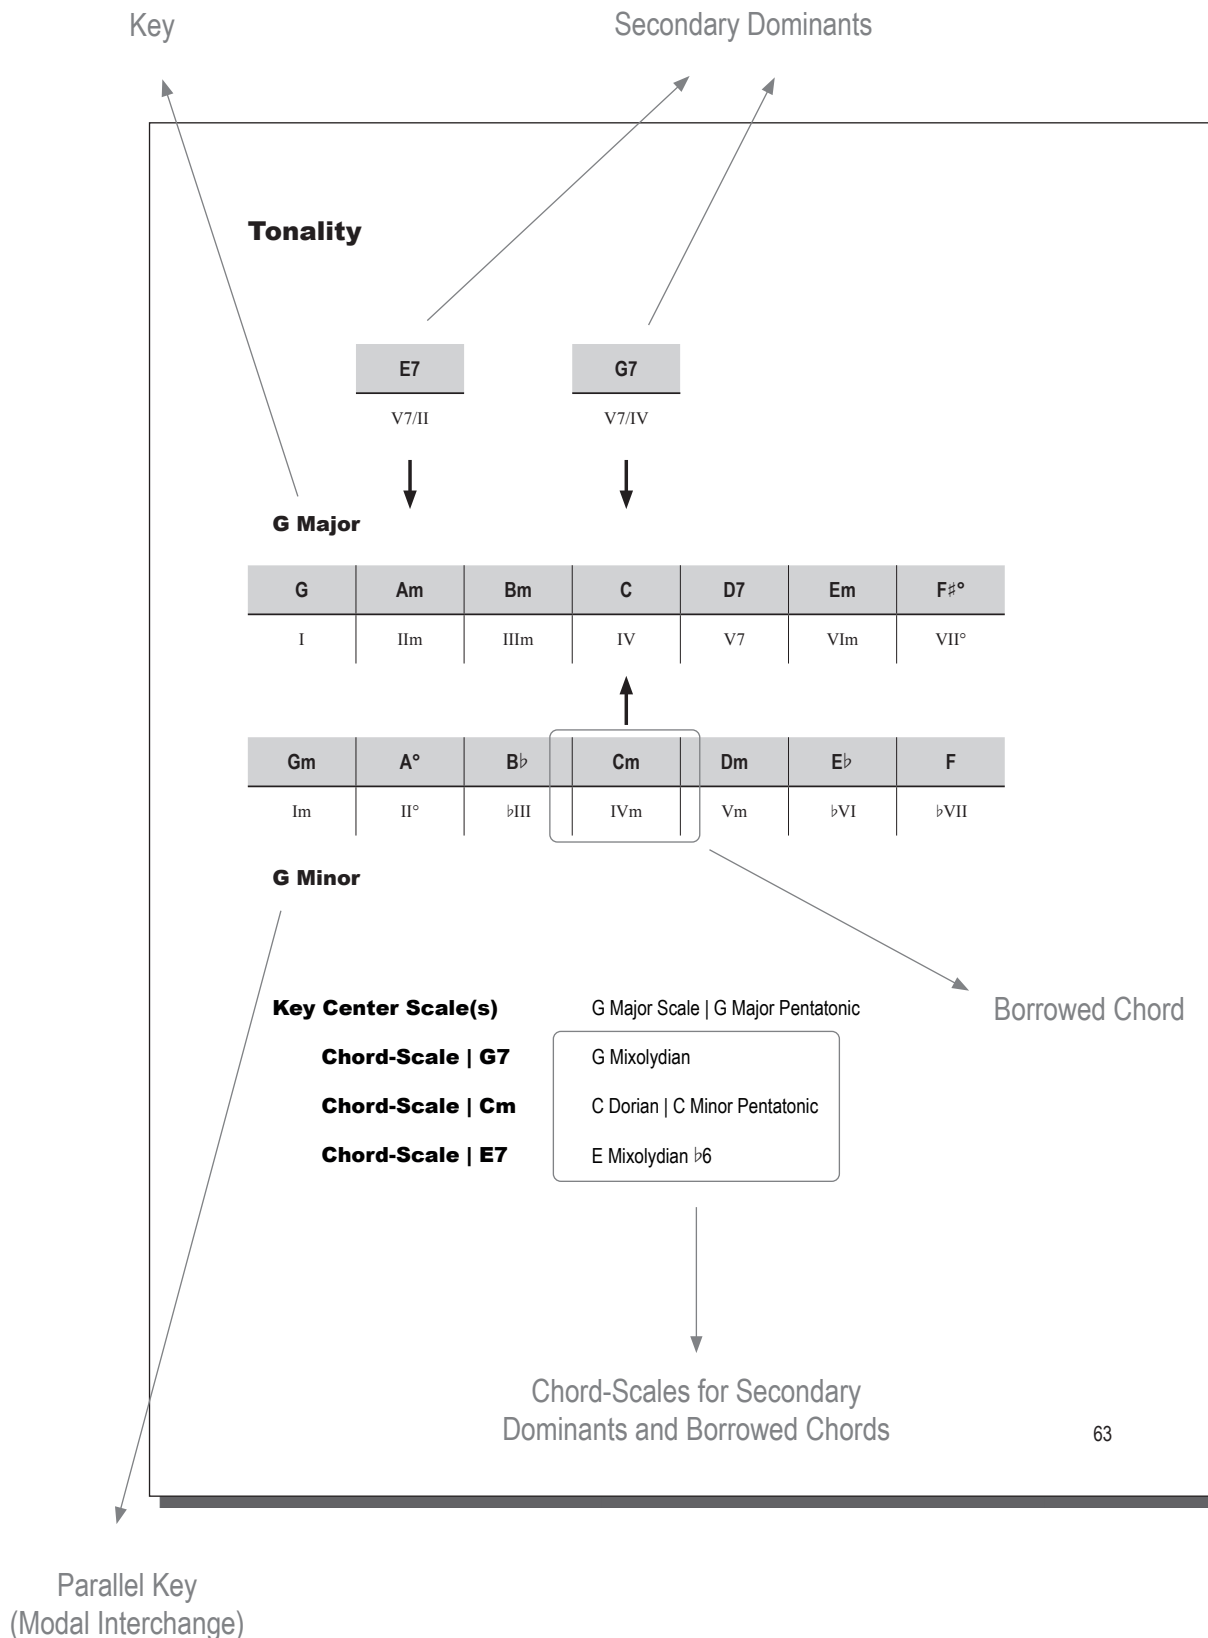 Key Secondary Dominants
Tonality
E7 G7
V7/II V7/IV
G Major
G Am Bm C D7 Em F♯°
I IIm IIIm IV V7 VIm VII°
Gm A° B♭ Cm Dm E♭ F
Im II° ♭III IVm Vm ♭VI ♭VII
G Minor
Key Center Scale(s) G Major Scale | G Major Pentatonic
Borrowed Chord
Chord-Scale | G7 G Mixolydian
Chord-Scale | Cm C Dorian | C Minor Pentatonic
Chord-Scale | E7 E Mixolydian ♭6
Chord-Scales for Secondary
Dominants and Borrowed Chords
63
Parallel Key
(Modal Interchange)